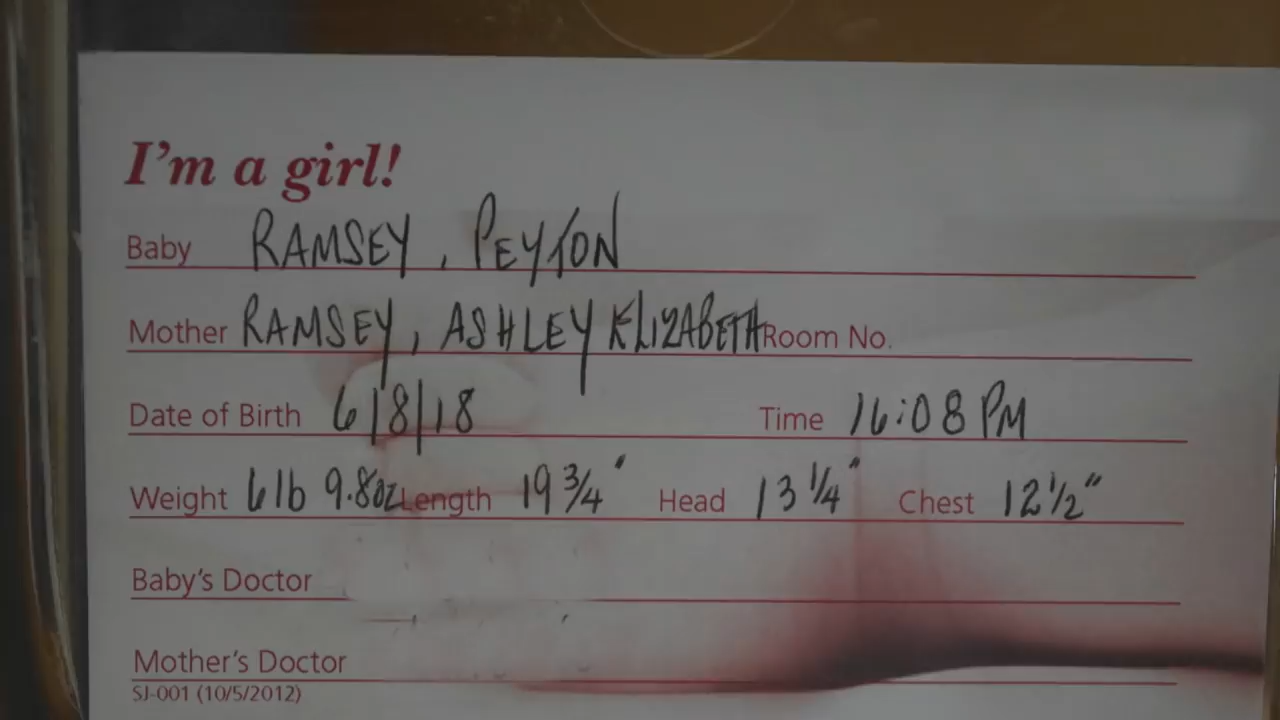 I'm a girl!
Baby RAMSEY, PEYTON
Mother RAMSEY, ASHLEY ELIZABETH Room No.
Date of Birth 6|8|18 Time 16:08 PM
Weight 6lb 9.8oz Length 19 3/4" Head 13 1/4" Chest 12 1/2"
Baby's Doctor
Mother's Doctor
SJ-001 (10/5/2012)